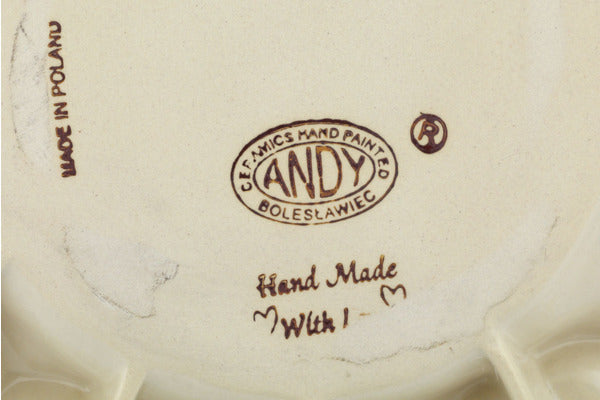 MADE IN POLAND
CERAMICS HAND PAINTED
ANDY
BOLESŁAWIEC
®
Hand Made
With